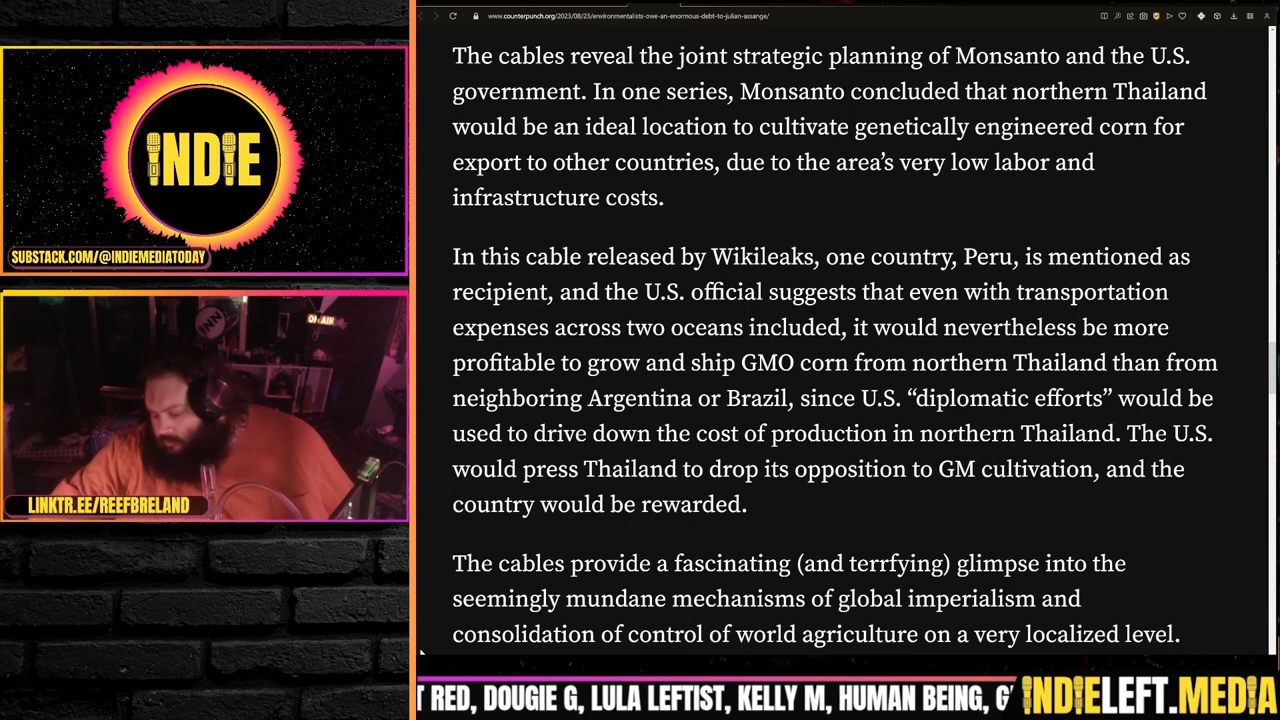 INDIE
SUBSTACK.COM/@INDIEMEDIATODAY
INN
ON AIR
LINKTR.EE/REEFBRELAND
www.counterpunch.org/2023/08/23/environmentalists-owe-an-enormous-debt-to-julian-assange/
The cables reveal the joint strategic planning of Monsanto and the U.S.
government. In one series, Monsanto concluded that northern Thailand
would be an ideal location to cultivate genetically engineered orn for
export to other countries, due to the area’s very low labor and
infrastructure costs.
In this cable released by Wikileaks, one country, Peru, is mentioned as
recipient, and the U.S. official suggests that even with transportation
expenses across two oceans included, it would nevertheless be more
profitable to grow and ship GMO corn from northern Thailand than from
neighboring Argentina or Brazil, since U.S. “diplomatic efforts” would be
used to drive down the cost of production in northern Thailand. The U.S.
would press Thailand to drop its opposition to GM cultivation, and the
country would be rewarded.
The cables provide a fascinating (and terrfying) glimpse into the
seemingly mundane mechanisms of global imperialism and
consolidation of control of world agriculture on a very localized level.
T RED, DOUGIE G, LULA LEFTIST, KELLY M, HUMAN BEING, G
INDIELEFT.MEDIA